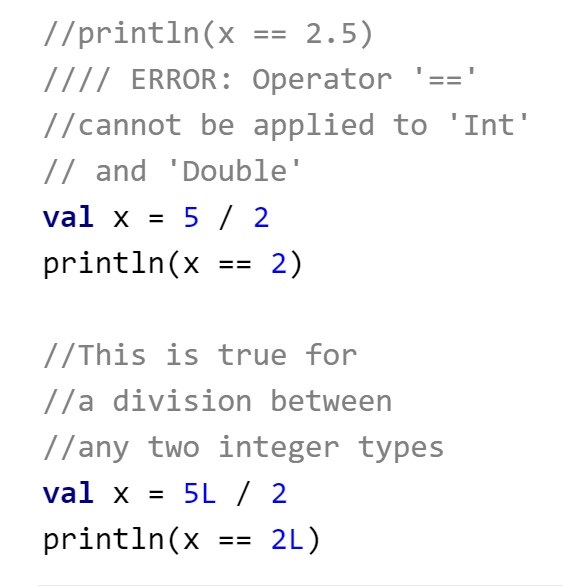 //println(x == 2.5)
//// ERROR: Operator '=='
//cannot be applied to 'Int'
// and 'Double'
val x = 5 / 2
println(x == 2)
//This is true for
//a division between
//any two integer types
val x = 5L / 2
println(x == 2L)